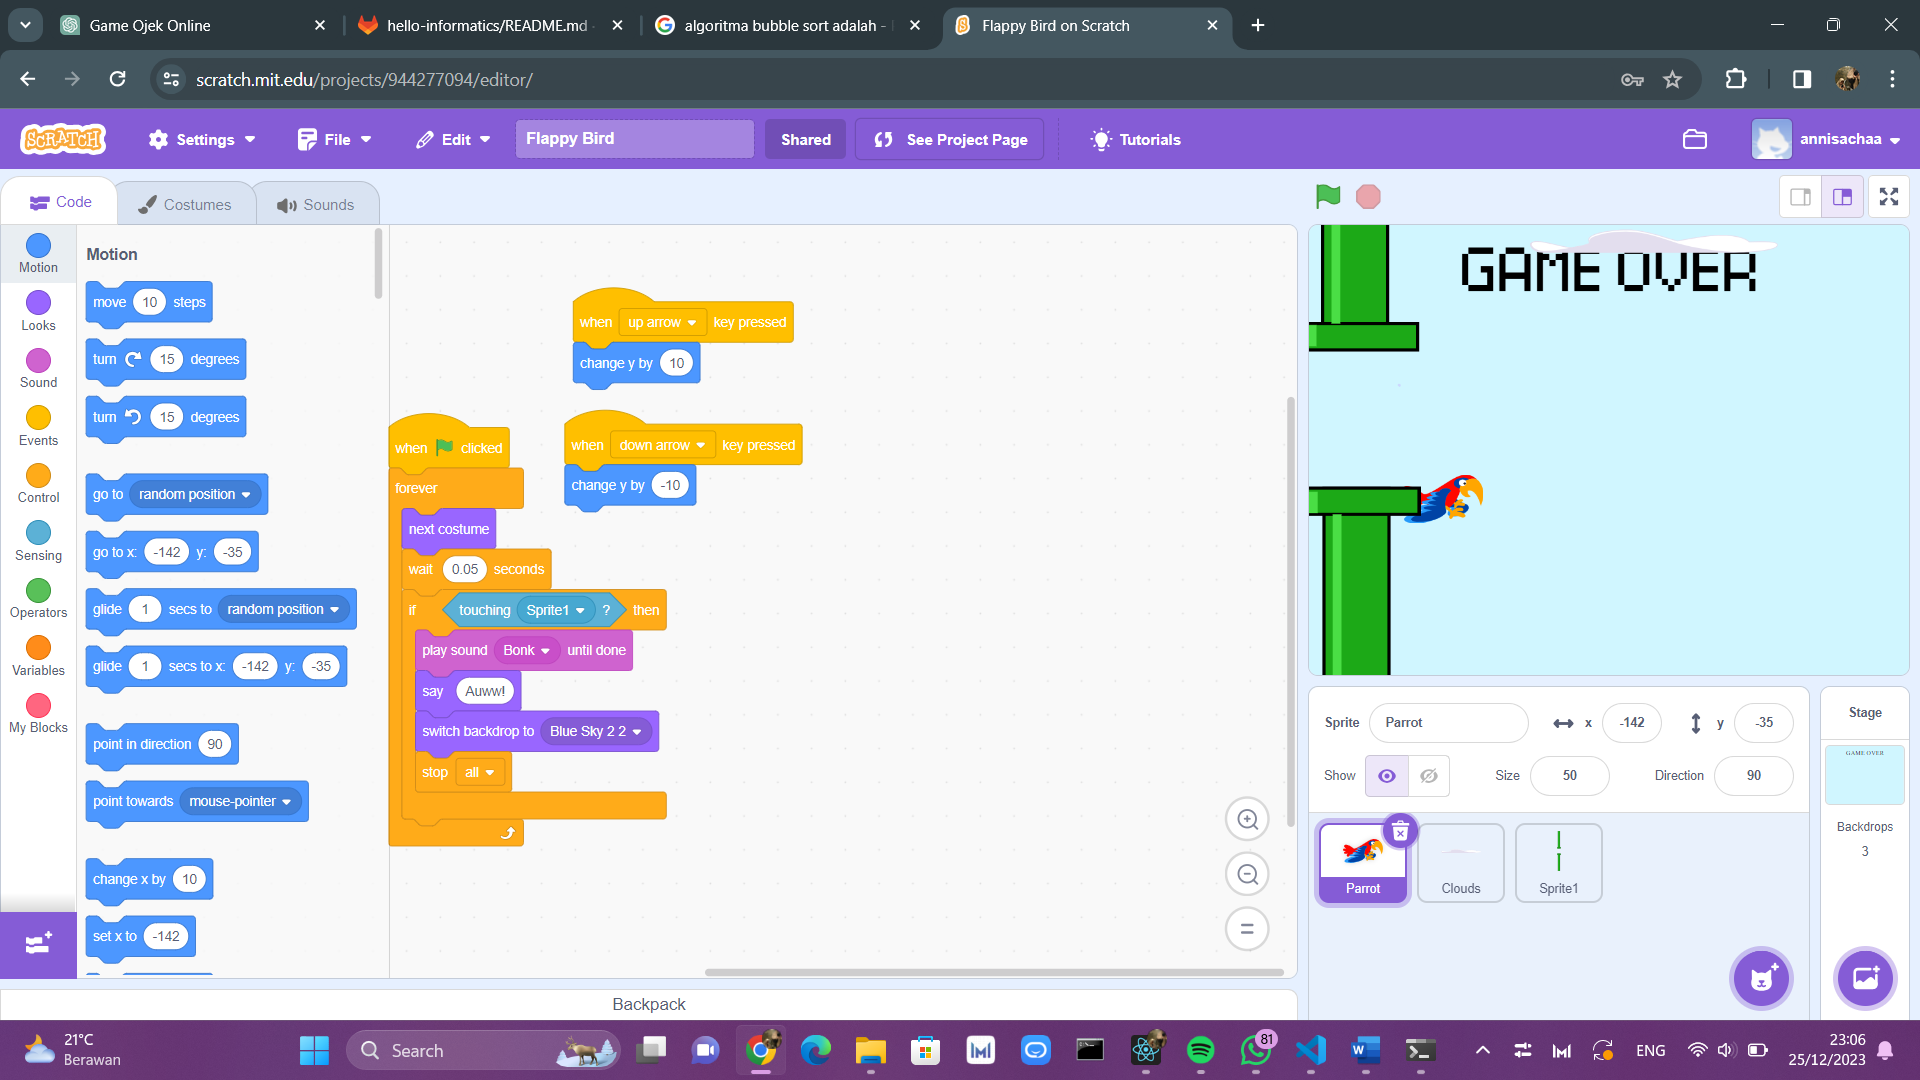 Game Ojek Online
hello-informatics/README.md
algoritma bubble sort adalah -
Flappy Bird on Scratch
scratch.mit.edu/projects/944277094/editor/
SCRATCH
Settings
File
Edit
Flappy Bird
Shared
See Project Page
Tutorials
annisachaa
Code
Costumes
Sounds
Motion
Looks
Sound
Events
Control
Sensing
Operators
Variables
My Blocks
Motion
move 10 steps
turn 15 degrees
turn 15 degrees
go to random position
go to x: -142 y: -35
glide 1 secs to random position
glide 1 secs to x: -142 y: -35
point in direction 90
point towards mouse-pointer
change x by 10
set x to -142
when up arrow key pressed
change y by 10
when down arrow key pressed
change y by -10
when clicked
forever
next costume
wait 0.05 seconds
if touching Sprite1 ? then
play sound Bonk until done
say Auww!
switch backdrop to Blue Sky 2 2
stop all
Backpack
GAME OVER
Sprite Parrot x -142 y -35
Show Size 50 Direction 90
Parrot
Clouds
Sprite1
Stage
GAME OVER
Backdrops
3
21°C
Berawan
Search
81
ENG
23:06
25/12/2023